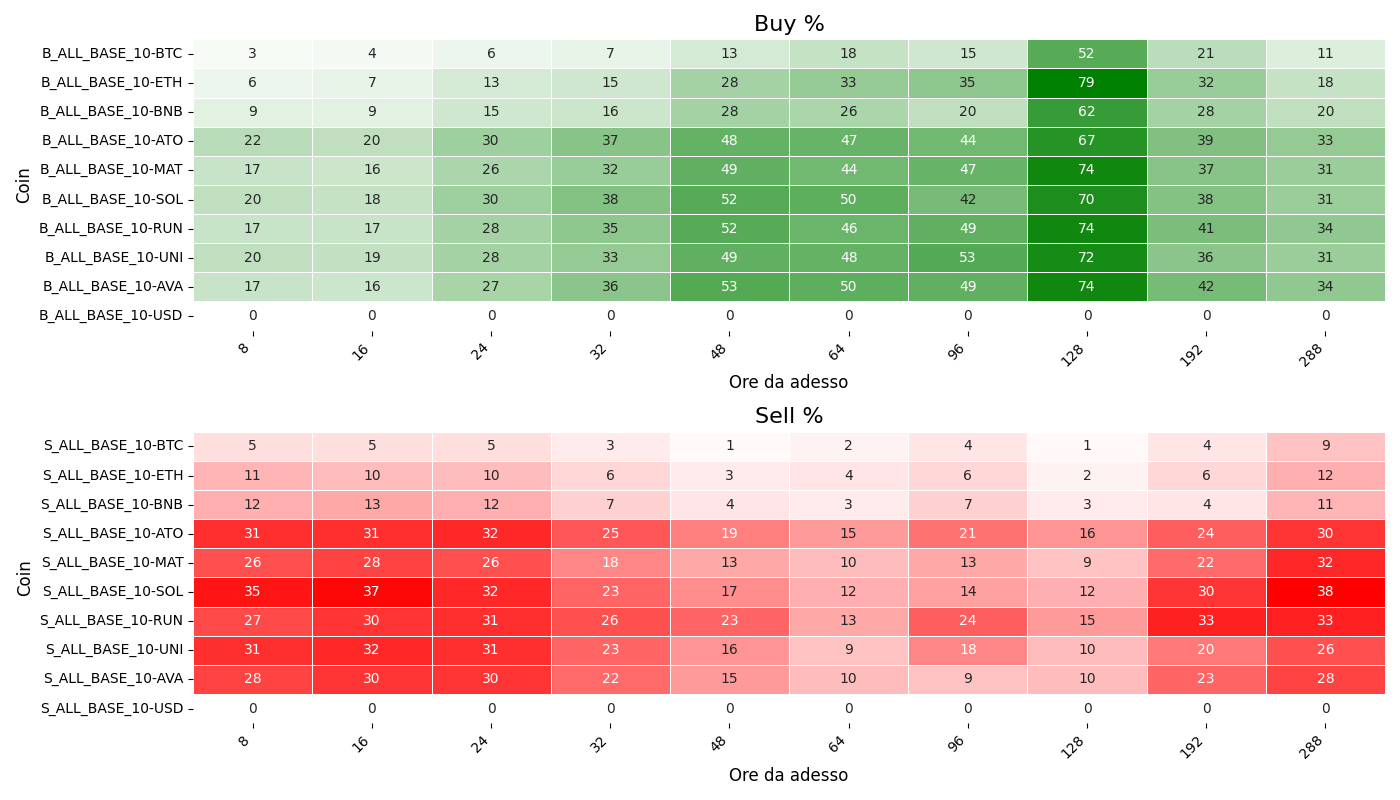 Buy %
Coin
B_ALL_BASE_10-BTC 3 4 6 7 13 18 15 52 21 11
B_ALL_BASE_10-ETH 6 7 13 15 28 33 35 79 32 18
B_ALL_BASE_10-BNB 9 9 15 16 28 26 20 62 28 20
B_ALL_BASE_10-ATO 22 20 30 37 48 47 44 67 39 33
B_ALL_BASE_10-MAT 17 16 26 32 49 44 47 74 37 31
B_ALL_BASE_10-SOL 20 18 30 38 52 50 42 70 38 31
B_ALL_BASE_10-RUN 17 17 28 35 52 46 49 74 41 34
B_ALL_BASE_10-UNI 20 19 28 33 49 48 53 72 36 31
B_ALL_BASE_10-AVA 17 16 27 36 53 50 49 74 42 34
B_ALL_BASE_10-USD 0 0 0 0 0 0 0 0 0 0
8 16 24 32 48 64 96 128 192 288
Ore da adesso
Sell %
Coin
S_ALL_BASE_10-BTC 5 5 5 3 1 2 4 1 4 9
S_ALL_BASE_10-ETH 11 10 10 6 3 4 6 2 6 12
S_ALL_BASE_10-BNB 12 13 12 7 4 3 7 3 4 11
S_ALL_BASE_10-ATO 31 31 32 25 19 15 21 16 24 30
S_ALL_BASE_10-MAT 26 28 26 18 13 10 13 9 22 32
S_ALL_BASE_10-SOL 35 37 32 23 17 12 14 12 30 38
S_ALL_BASE_10-RUN 27 30 31 26 23 13 24 15 33 33
S_ALL_BASE_10-UNI 31 32 31 23 16 9 18 10 20 26
S_ALL_BASE_10-AVA 28 30 30 22 15 10 9 10 23 28
S_ALL_BASE_10-USD 0 0 0 0 0 0 0 0 0 0
8 16 24 32 48 64 96 128 192 288
Ore da adesso